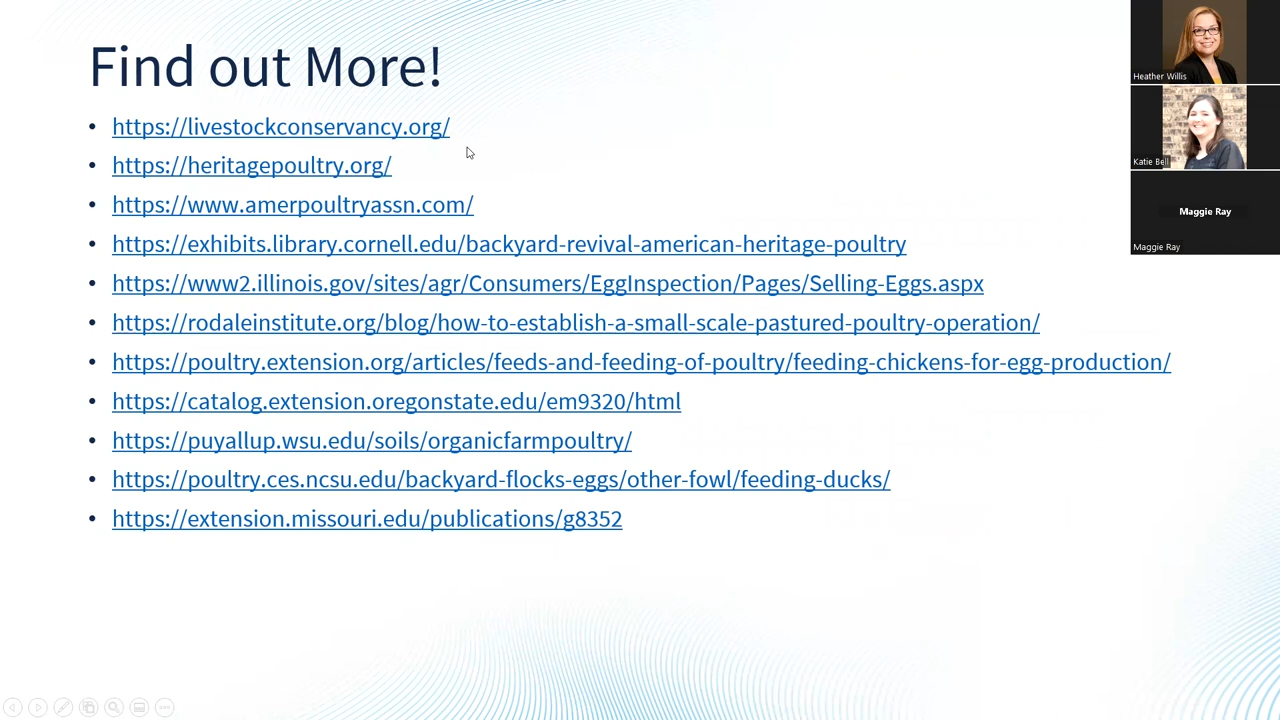 Find out More!
• https://livestockconservancy.org/
• https://heritagepoultry.org/
• https://www.amerpoultryassn.com/
• https://exhibits.library.cornell.edu/backyard-revival-american-heritage-poultry
• https://www2.illinois.gov/sites/agr/Consumers/EggInspection/Pages/Selling-Eggs.aspx
• https://rodaleinstitute.org/blog/how-to-establish-a-small-scale-pastured-poultry-operation/
• https://poultry.extension.org/articles/feeds-and-feeding-of-poultry/feeding-chickens-for-egg-production/
• https://catalog.extension.oregonstate.edu/em9320/html
• https://puyallup.wsu.edu/soils/organicfarmpoultry/
• https://poultry.ces.ncsu.edu/backyard-flocks-eggs/other-fowl/feeding-ducks/
• https://extension.missouri.edu/publications/g8352
Heather Willis
Katie Bell
Maggie Ray
Maggie Ray